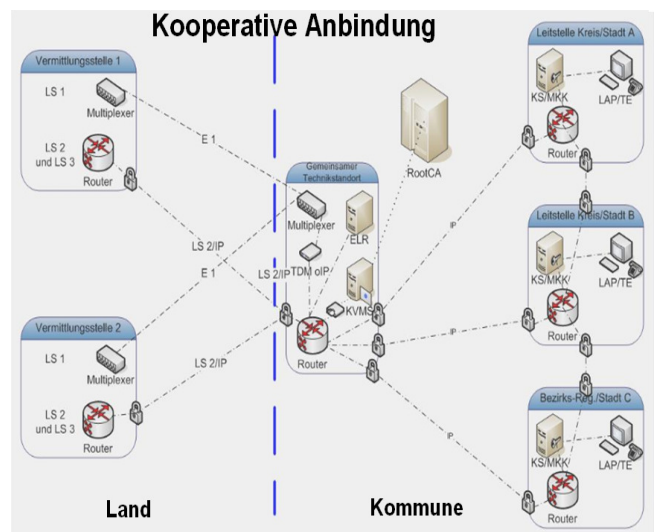 Kooperative Anbindung
Vermittlungsstelle 1
LS 1
Multiplexer
LS 2
und LS 3
Router
E 1
LS 2/IP
E 1
Vermittlungsstelle 2
LS 1
Multiplexer
LS 2
und LS 3
Router
LS 2/IP
Land
RootCA
Gemeinsamer
Technikstandort
Multiplexer
ELR
LS 2/IP
TDM oIP
KVMS
Router
IP
IP
IP
Kommune
Leitstelle Kreis/Stadt A
KS/MKK
LAP/TE
Router
Leitstelle Kreis/Stadt B
KS/MKK/
LAP/TE
Router
Bezirks-Reg./Stadt C
KS/MKK/
LAP/TE
Router